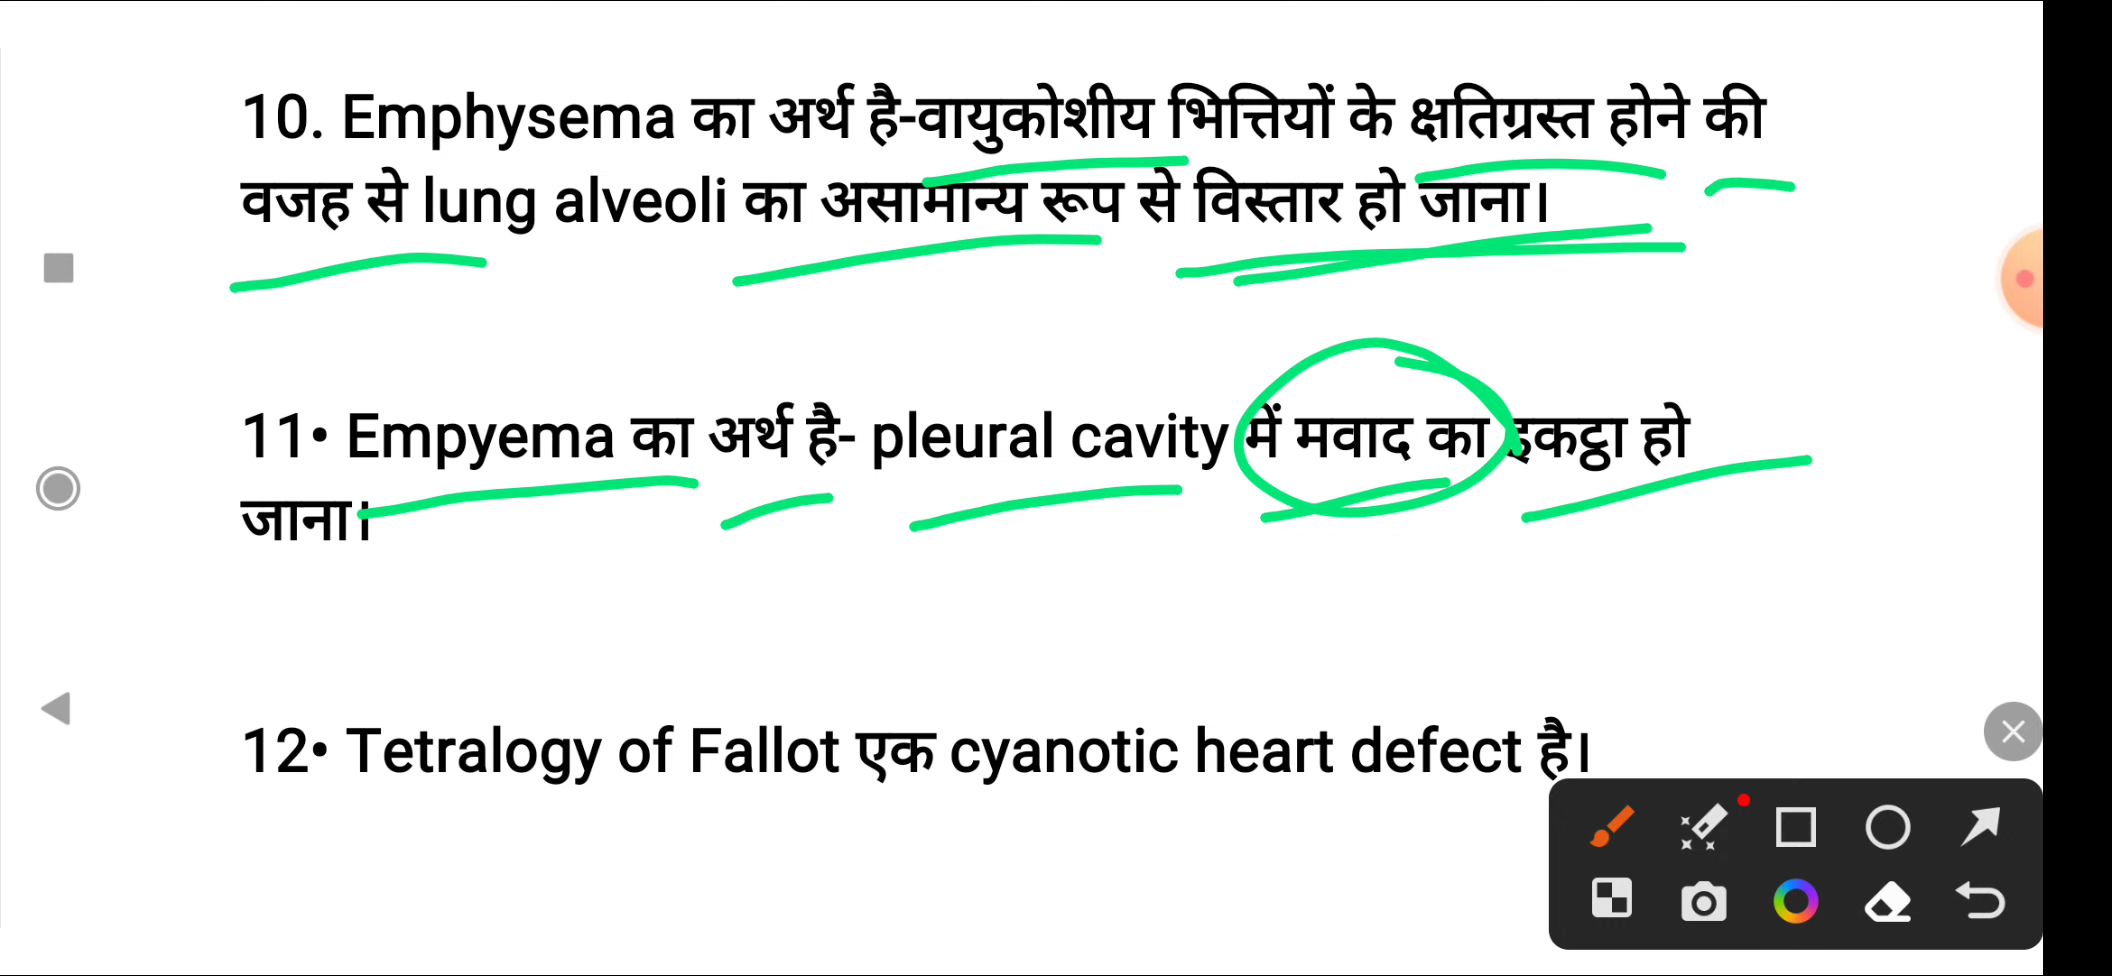 10. Emphysema का अर्थ है-वायुकोशीय भित्तियों के क्षतिग्रस्त होने की
वजह से lung alveoli का असामान्य रूप से विस्तार हो जाना।
11• Empyema का अर्थ है- pleural cavity में मवाद का इकट्ठा हो
जाना।
12• Tetralogy of Fallot एक cyanotic heart defect है।